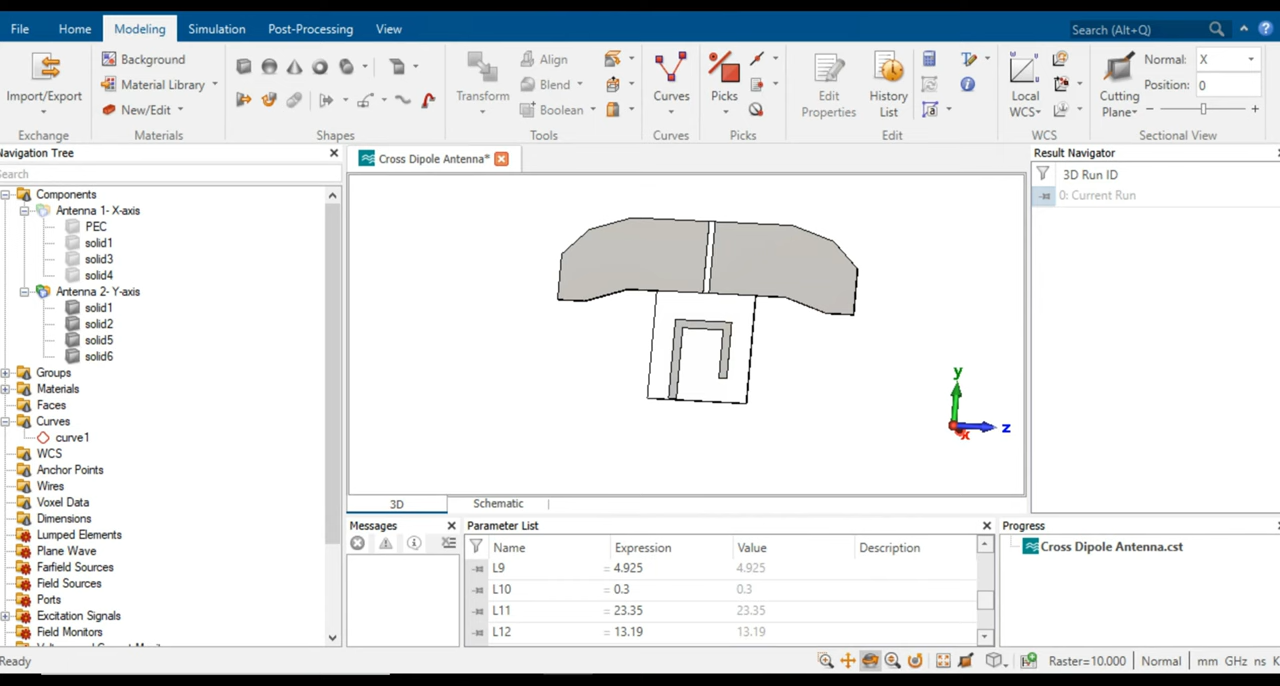 File Home Modeling Simulation Post-Processing View Search (Alt+Q)
Import/Export
Exchange
Background
Material Library
New/Edit
Materials
Shapes
Transform
Align
Blend
Boolean
Tools
Curves
Curves
Picks
Picks
Edit Properties
History List
Edit
Local WCS
WCS
Cutting Plane
Normal: X
Position: 0
Sectional View
Navigation Tree
Search
Components
Antenna 1- X-axis
PEC
solid1
solid3
solid4
Antenna 2- Y-axis
solid1
solid2
solid5
solid6
Groups
Materials
Faces
Curves
curve1
WCS
Anchor Points
Wires
Voxel Data
Dimensions
Lumped Elements
Plane Wave
Farfield Sources
Field Sources
Ports
Excitation Signals
Field Monitors
Cross Dipole Antenna*
y
z
x
3D Schematic
Result Navigator
3D Run ID
0: Current Run
Messages
Parameter List
Name Expression Value Description
L9 = 4.925 4.925
L10 = 0.3 0.3
L11 = 23.35 23.35
L12 = 13.19 13.19
Progress
Cross Dipole Antenna.cst
Ready
Raster=10.000 Normal mm GHz ns K